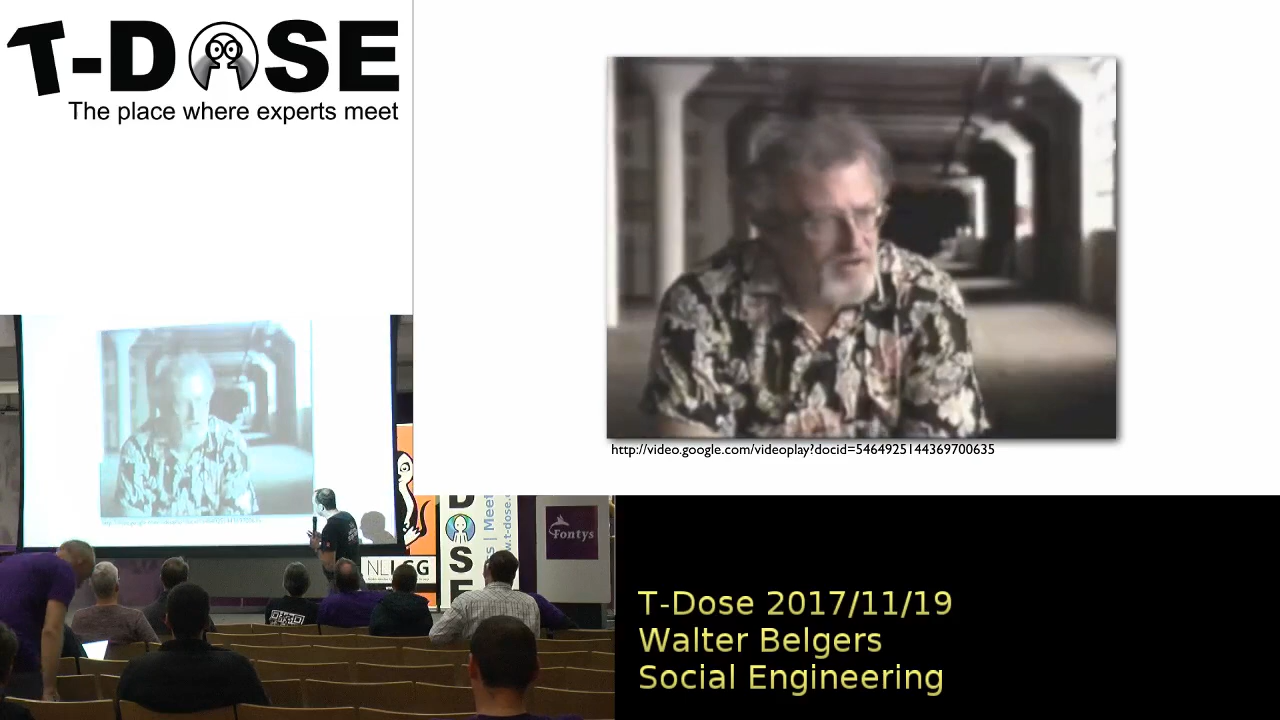 T-DOSE
The place where experts meet
http://video.google.com/videoplay?docid=5464925144369700635
Fontys
T-Dose 2017/11/19
Walter Belgers
Social Engineering